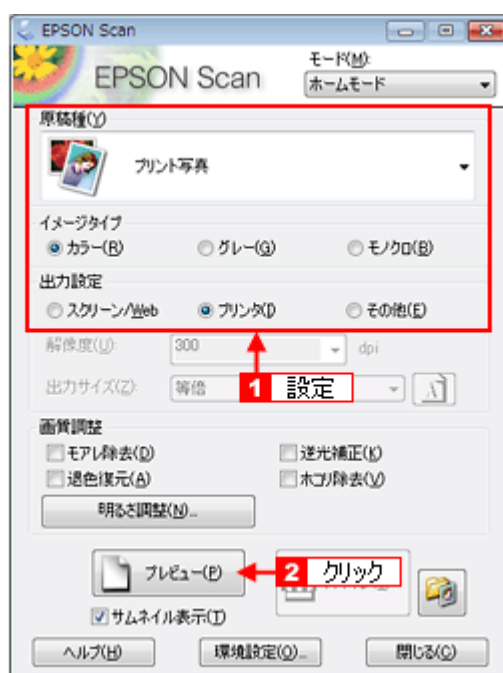 EPSON Scan
EPSON Scan
モード(M):
ホームモード
原稿種(Y)
プリント写真
イメージタイプ
カラー(R) グレー(G) モノクロ(B)
出力設定
スクリーン/Web プリンタ(I) その他(E)
解像度(U): 300 dpi
出力サイズ(Z): 等倍
1 設定
画質調整
モアレ除去(D) 逆光補正(K)
退色復元(A) ホコリ除去(V)
明るさ調整(N)...
プレビュー(P) 2 クリック
サムネイル表示(T)
ヘルプ(H) 環境設定(O)... 閉じる(C)